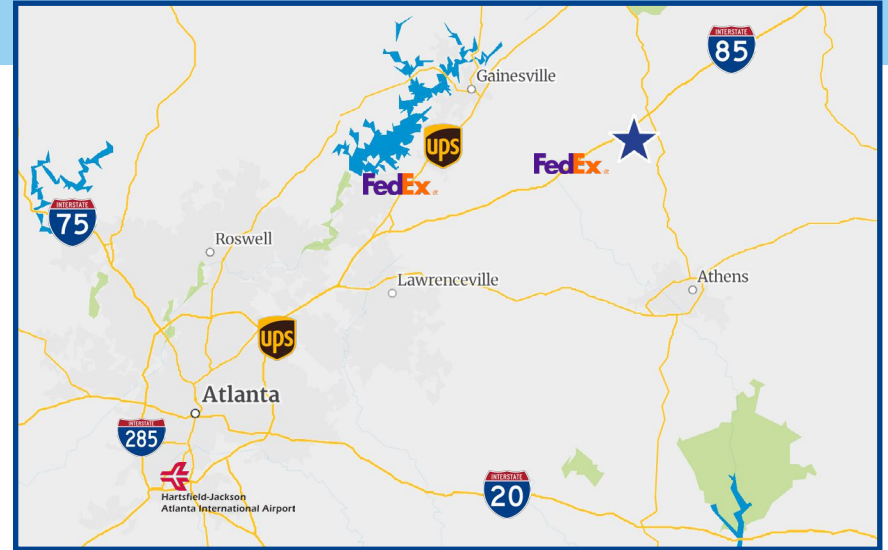 INTERSTATE
85
Gainesville
ups
FedEx
FedEx
INTERSTATE
75
Roswell
Lawrenceville
Athens
ups
Atlanta
INTERSTATE
285
INTERSTATE
20
Hartsfield-Jackson
Atlanta International Airport